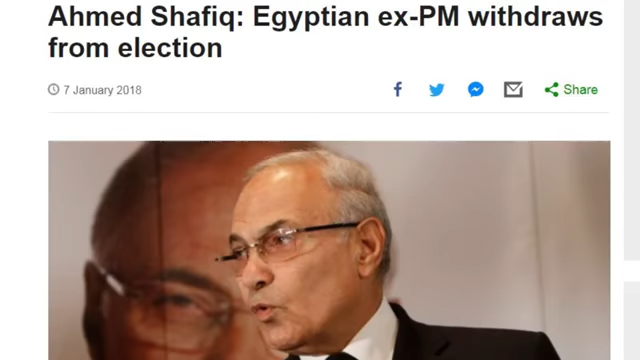 Ahmed Shafiq: Egyptian ex-PM withdraws
from election
7 January 2018
Share